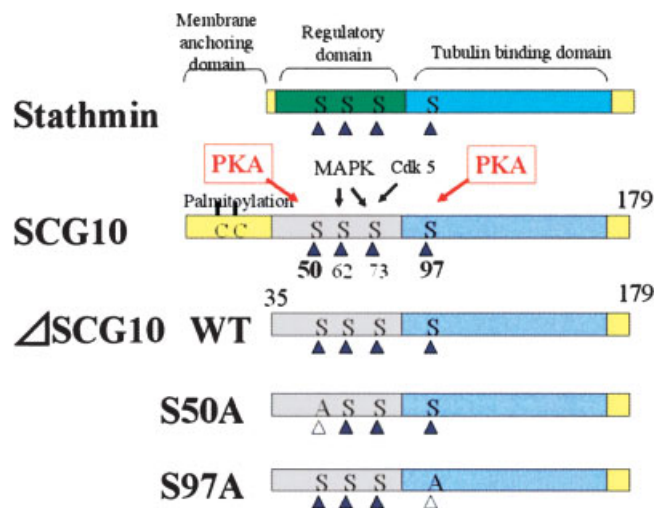 Membrane anchoring domain
Regulatory domain
Tubulin binding domain
Stathmin
S S S S
PKA
MAPK
Cdk 5
PKA
Palmitoylation
179
SCG10
C C S S S S
50 62 73 97
35
179
⊿SCG10 WT
S S S S
S50A
A S S S
S97A
S S S A